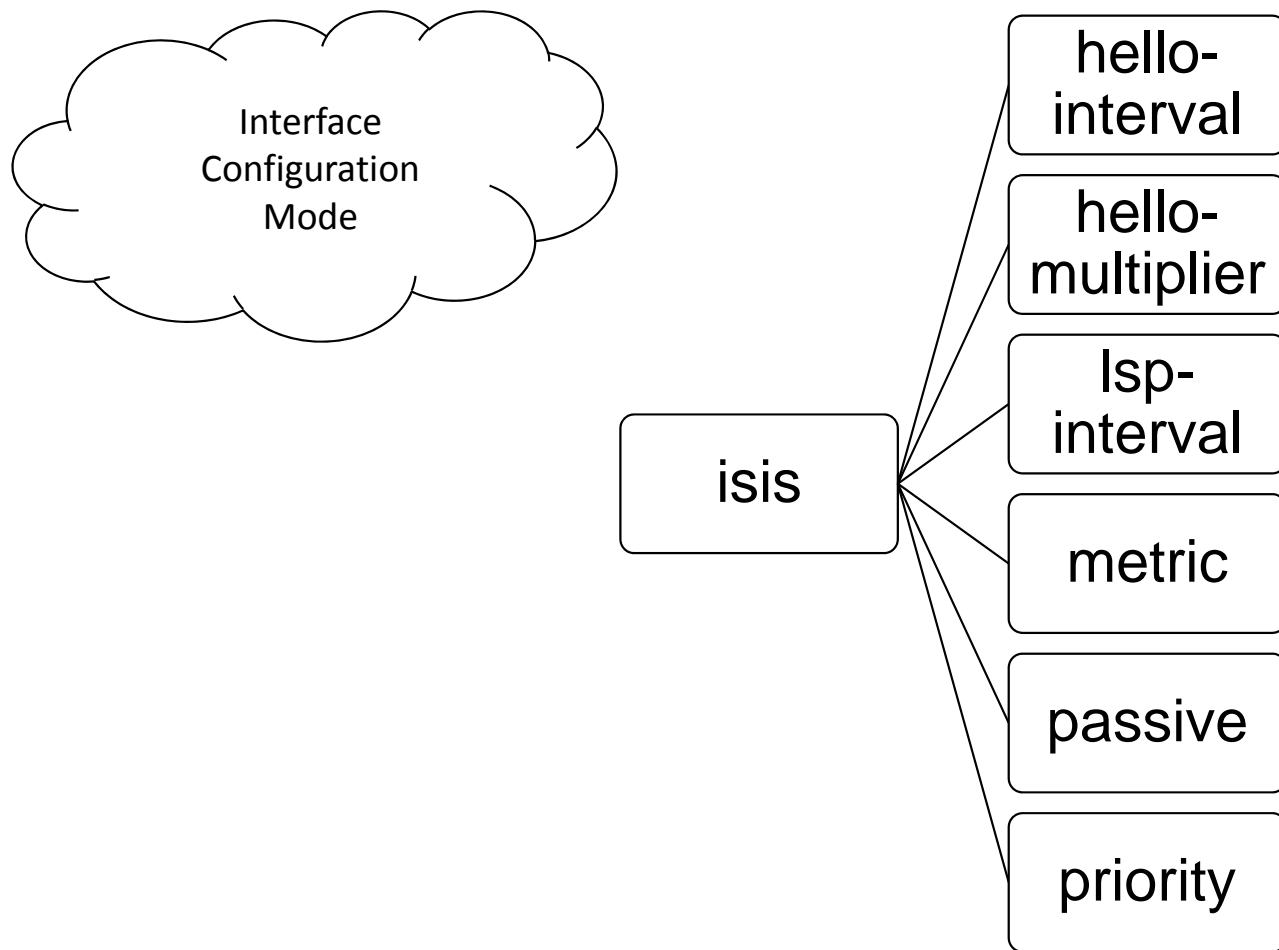 Interface
Configuration
Mode
isis
hello-
interval
hello-
multiplier
lsp-
interval
metric
passive
priority